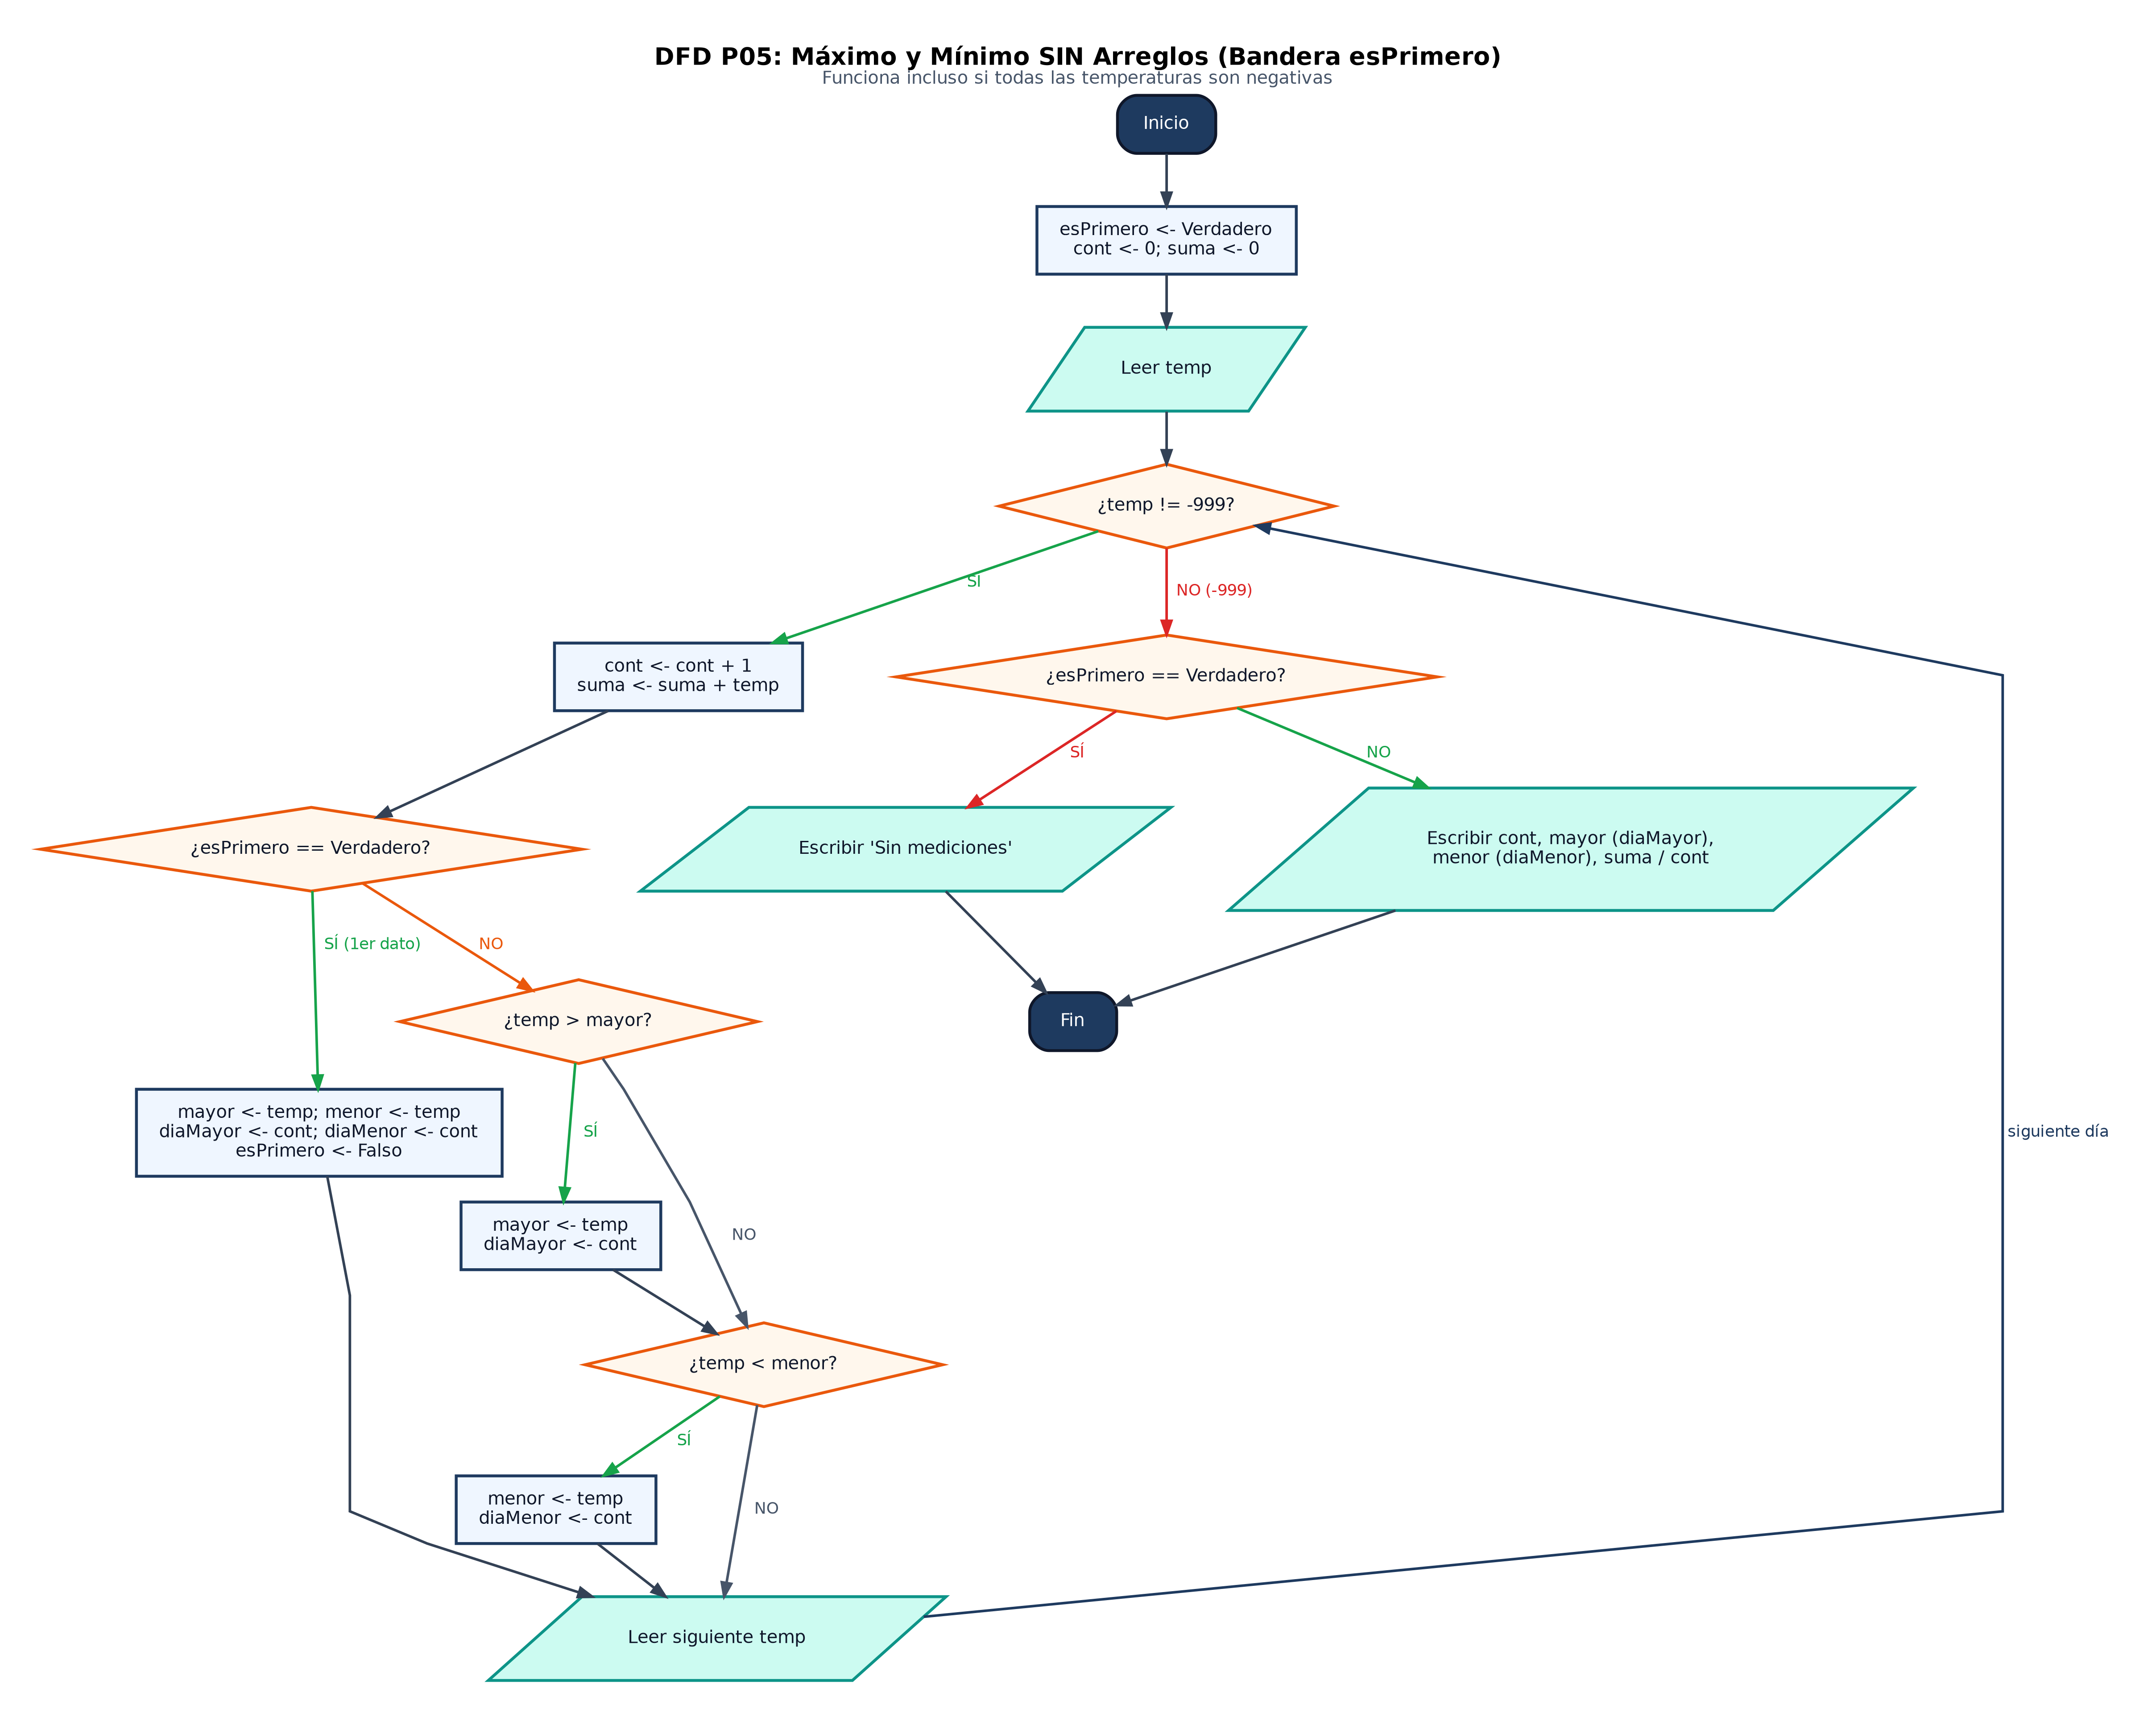 DFD P05: Máximo y Mínimo SIN Arreglos (Bandera esPrimero)
Funciona incluso si todas las temperaturas son negativas
Inicio
esPrimero <- Verdadero
cont <- 0; suma <- 0
Leer temp
¿temp != -999?
SÍ
NO (-999)
cont <- cont + 1
suma <- suma + temp
¿esPrimero == Verdadero?
SÍ
NO
¿esPrimero == Verdadero?
Escribir 'Sin mediciones'
Escribir cont, mayor (diaMayor),
menor (diaMenor), suma / cont
SÍ (1er dato)
NO
¿temp > mayor?
Fin
mayor <- temp; menor <- temp
diaMayor <- cont; diaMenor <- cont
esPrimero <- Falso
SÍ
siguiente día
mayor <- temp
diaMayor <- cont
NO
¿temp < menor?
SÍ
menor <- temp
diaMenor <- cont
NO
Leer siguiente temp